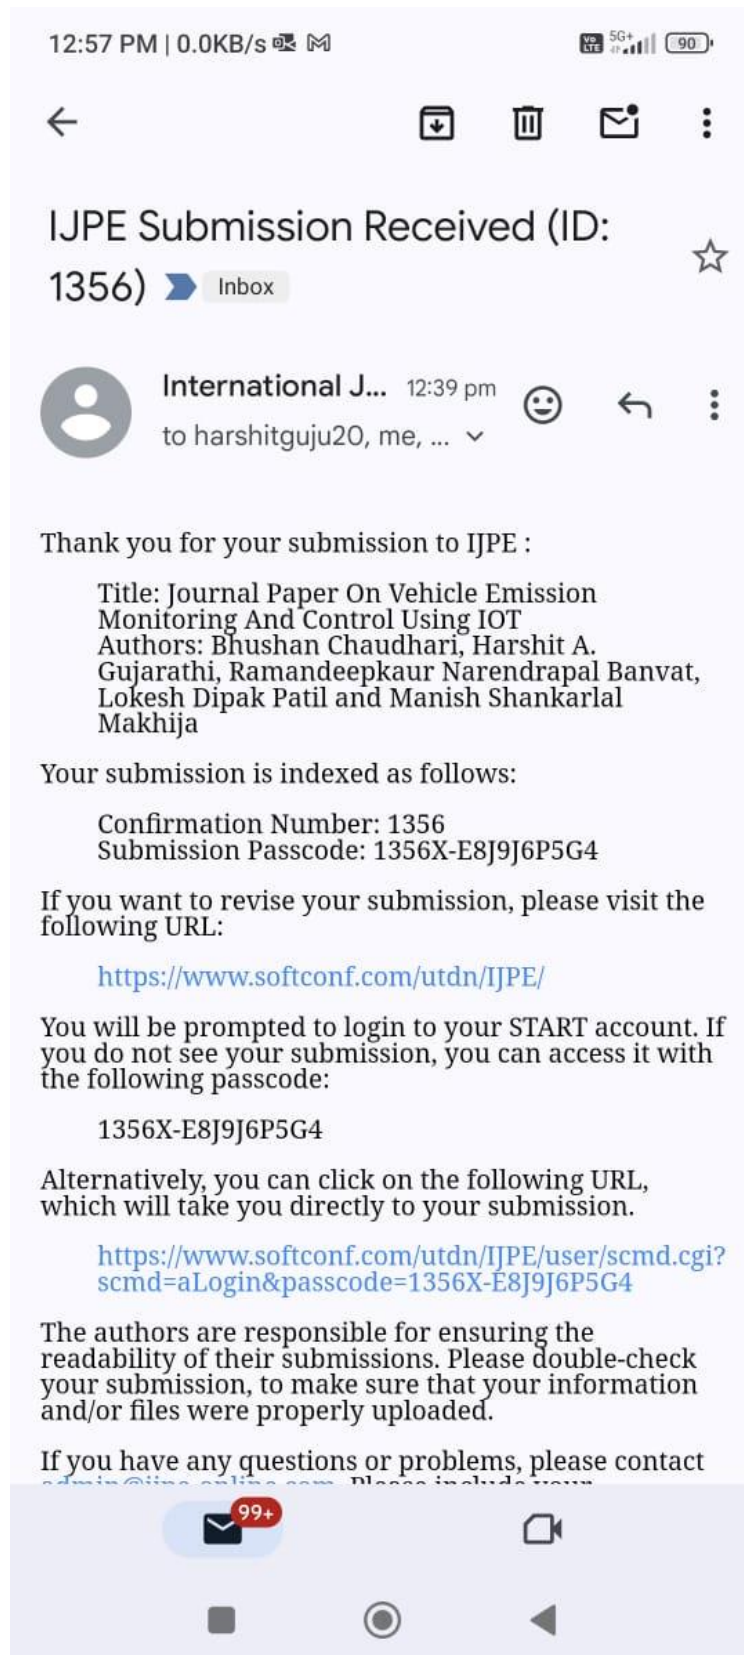 12:57 PM | 0.0KB/s
Vo LTE 5G+ 90
IJPE Submission Received (ID:
1356) Inbox
International J... 12:39 pm
to harshitguju20, me, ...
Thank you for your submission to IJPE :
Title: Journal Paper On Vehicle Emission
Monitoring And Control Using IOT
Authors: Bhushan Chaudhari, Harshit A.
Gujarathi, Ramandeepkaur Narendrapal Banvat,
Lokesh Dipak Patil and Manish Shankarlal
Makhija
Your submission is indexed as follows:
Confirmation Number: 1356
Submission Passcode: 1356X-E8J9J6P5G4
If you want to revise your submission, please visit the
following URL:
https://www.softconf.com/utdn/IJPE/
You will be prompted to login to your START account. If
you do not see your submission, you can access it with
the following passcode:
1356X-E8J9J6P5G4
Alternatively, you can click on the following URL,
which will take you directly to your submission.
https://www.softconf.com/utdn/IJPE/user/scmd.cgi?
scmd=aLogin&passcode=1356X-E8J9J6P5G4
The authors are responsible for ensuring the
readability of their submissions. Please double-check
your submission, to make sure that your information
and/or files were properly uploaded.
If you have any questions or problems, please contact
99+